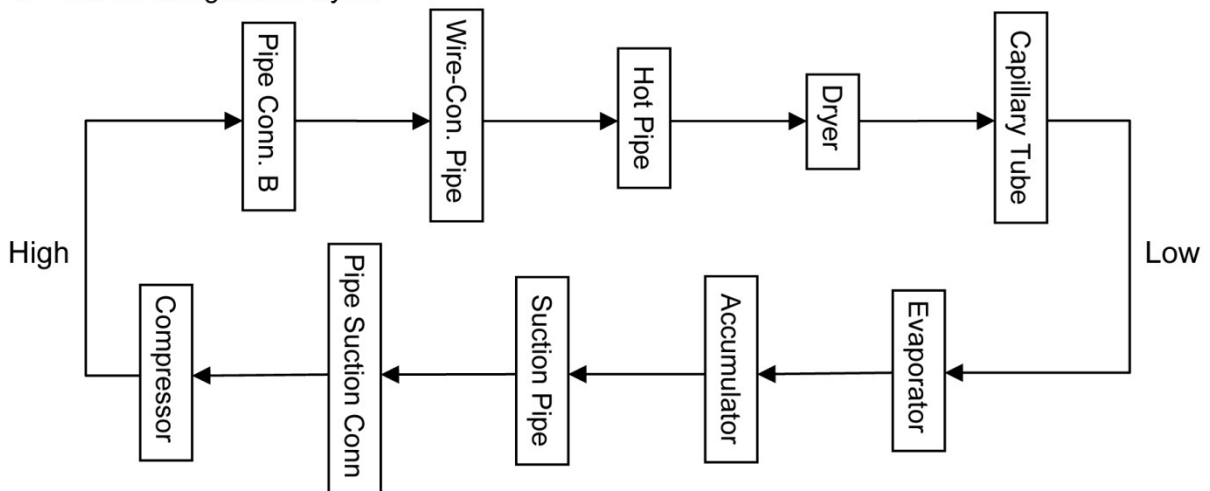 Pipe Conn. B
Wire-Con. Pipe
Hot Pipe
Dryer
Capillary Tube
High
Low
Compressor
Pipe Suction Conn
Suction Pipe
Accumulator
Evaporator